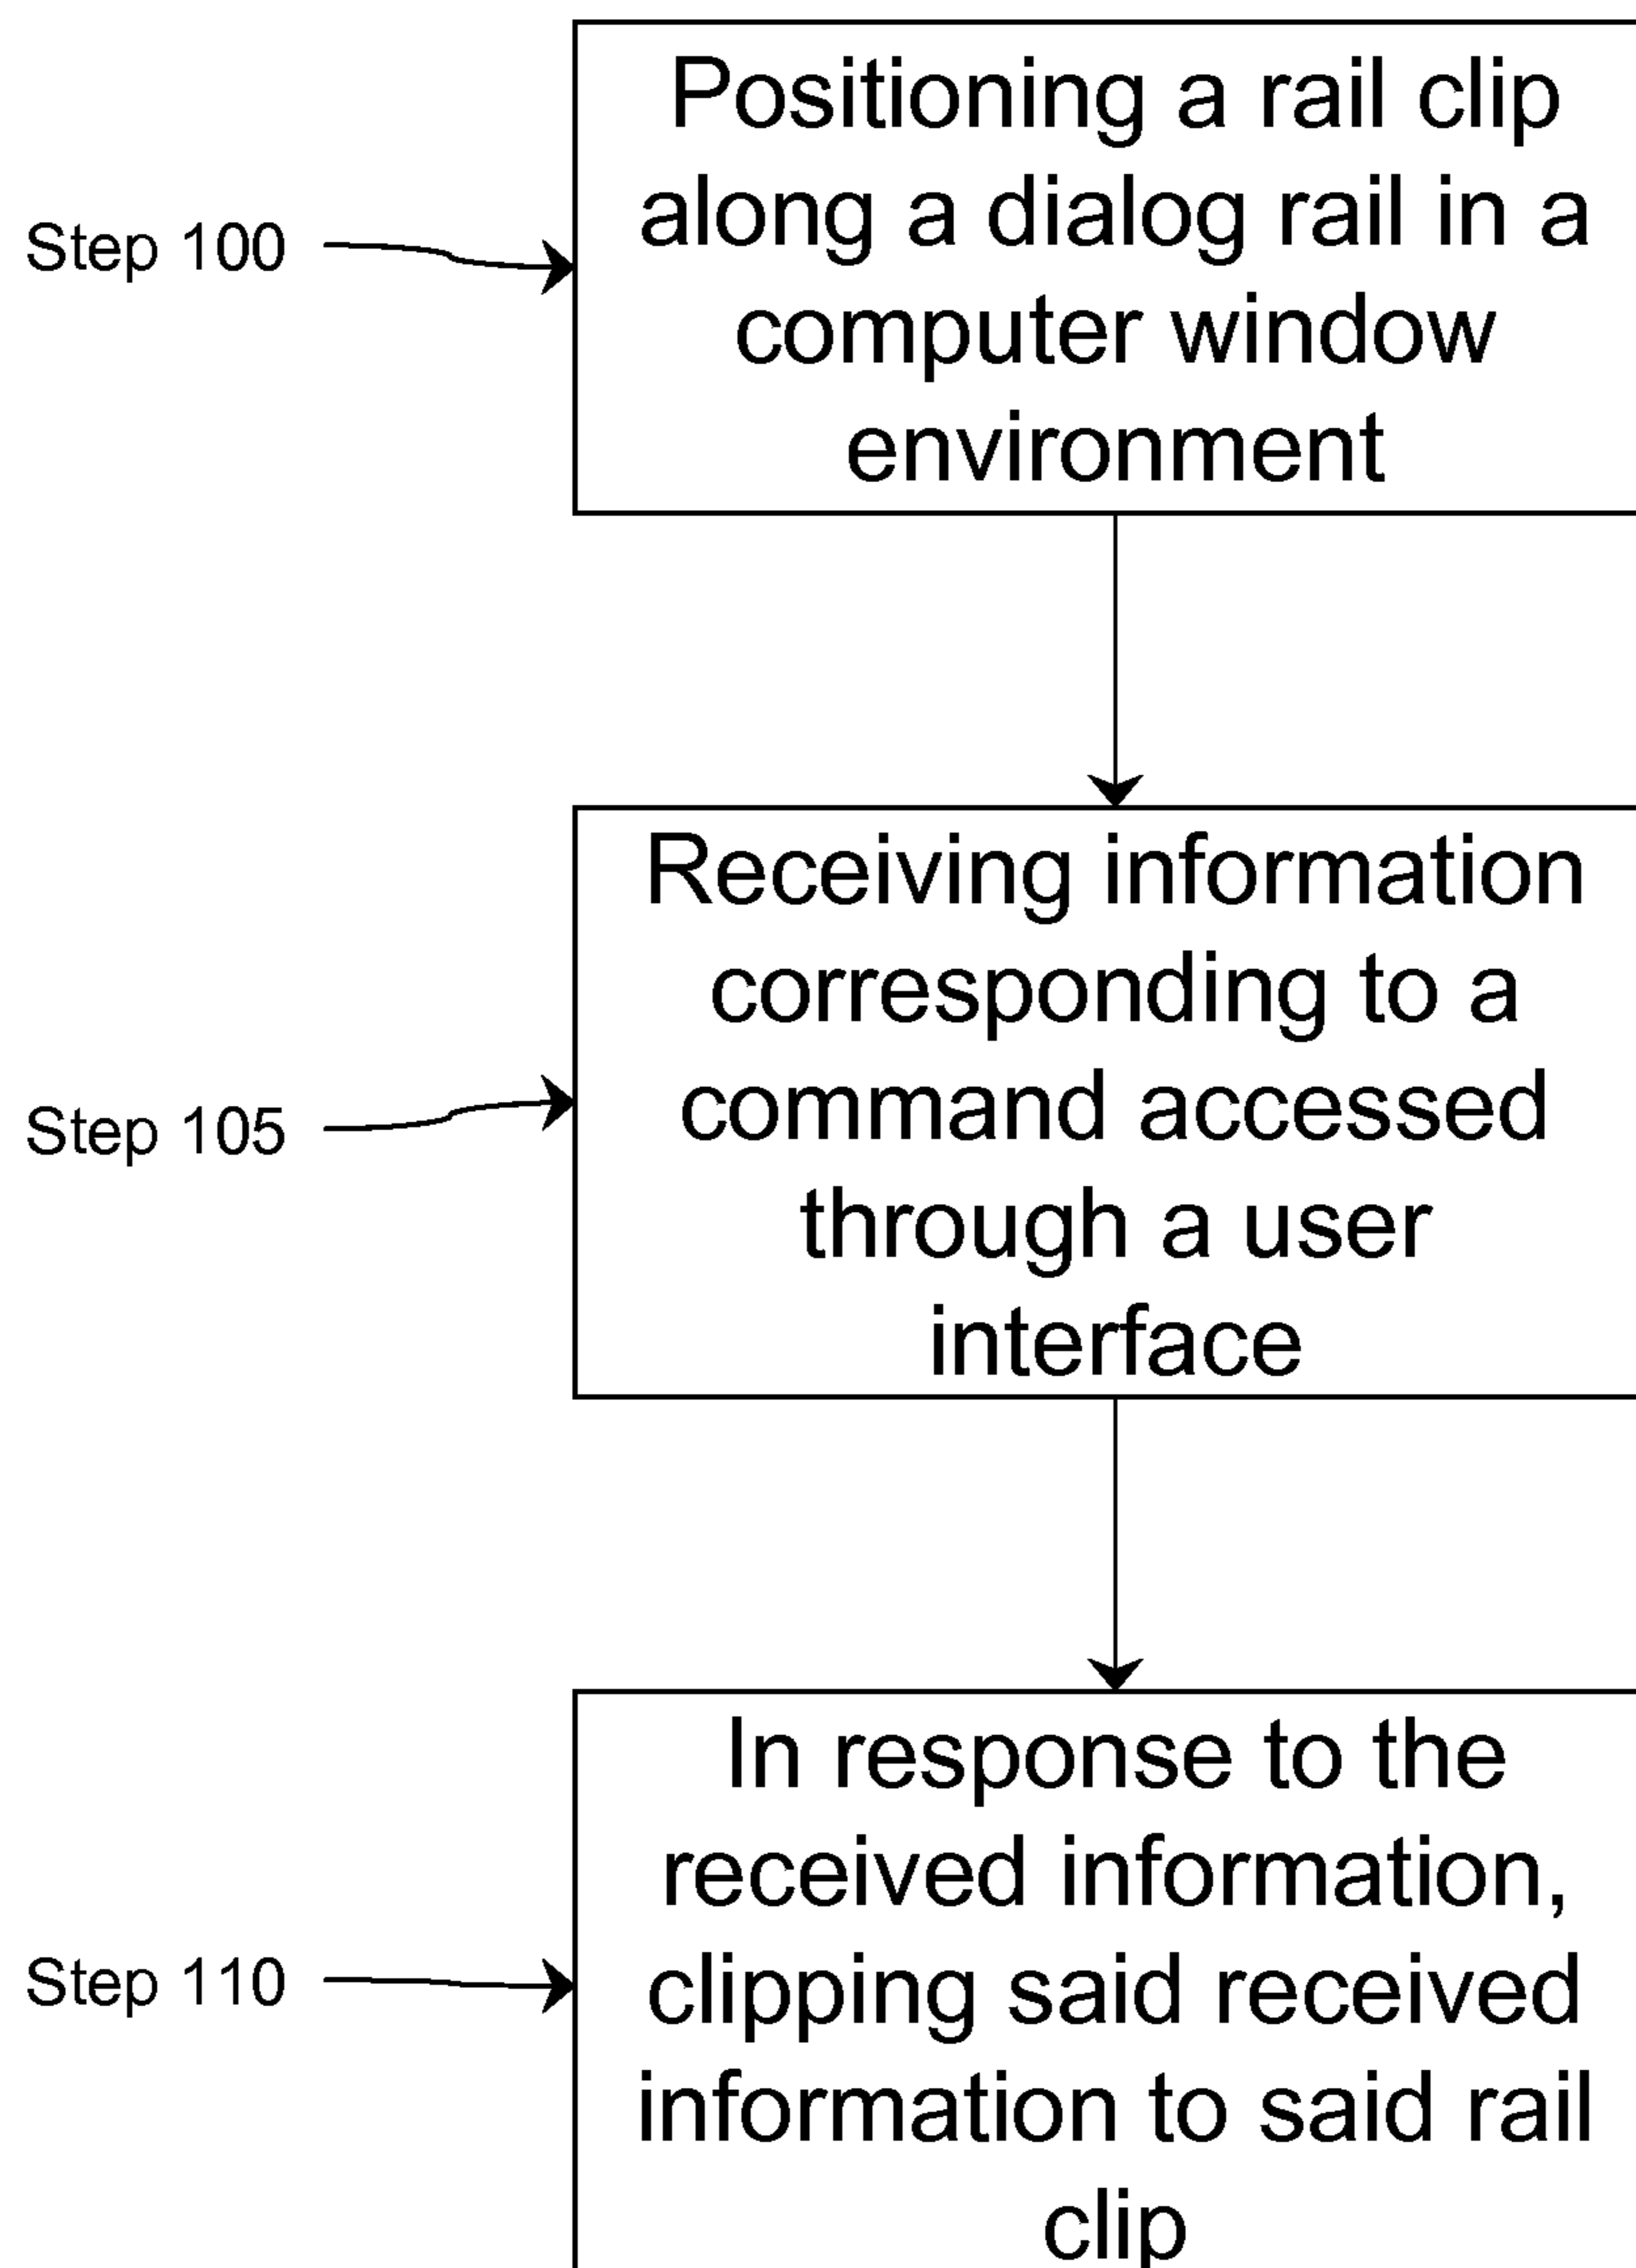 Positioning a rail clip
along a dialog rail in a
computer window
environment
Step 100
Receiving information
corresponding to a
command accessed
through a user
interface
Step 105
In response to the
received information,
clipping said received
information to said rail
clip
Step 110